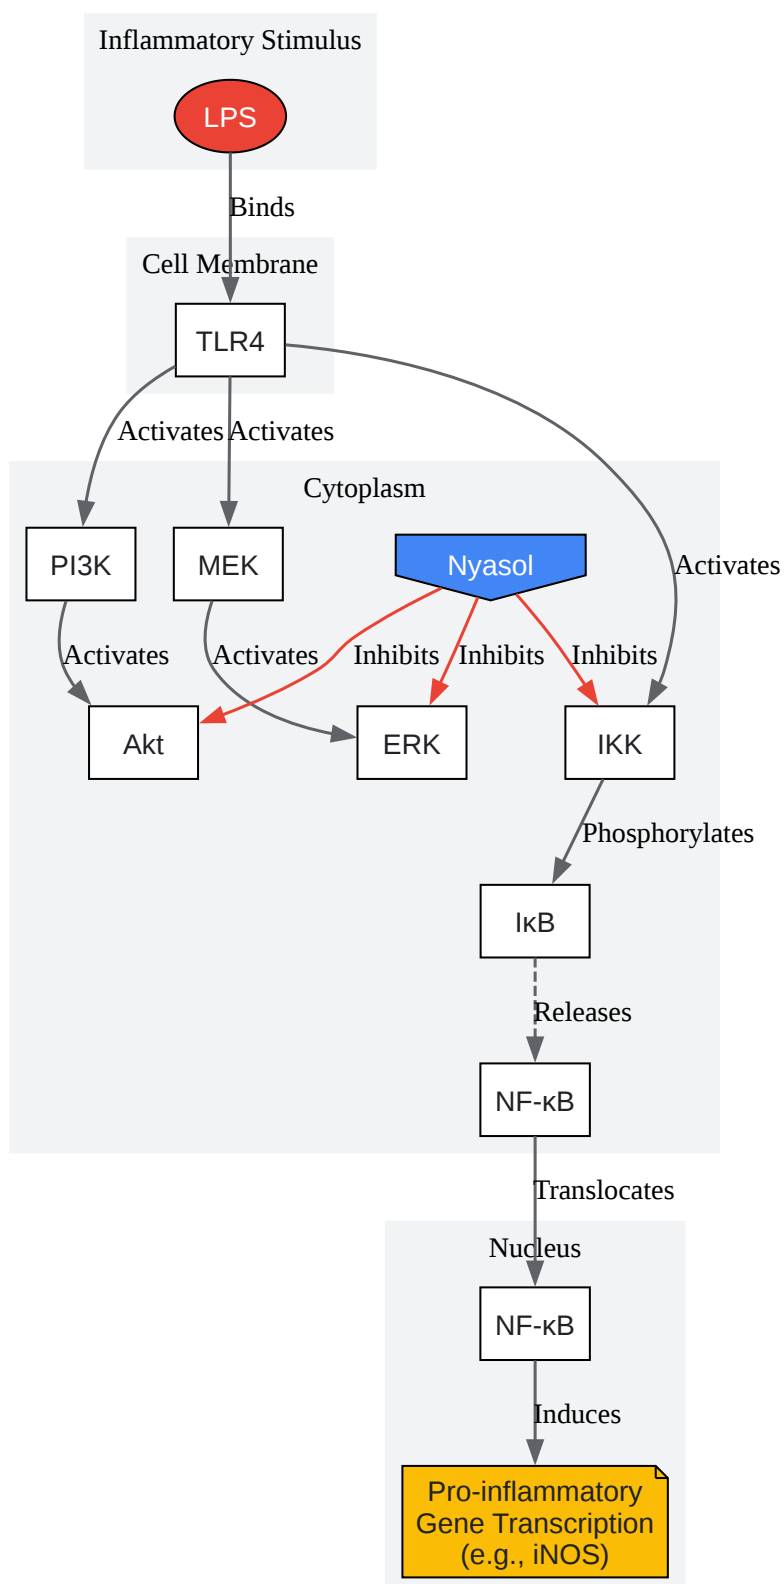 Inflammatory Stimulus
LPS
Binds
Cell Membrane
TLR4
Activates
Activates
Cytoplasm
PI3K
MEK
Nyasol
Activates
Activates
Activates
Inhibits
Inhibits
Inhibits
Akt
ERK
IKK
Phosphorylates
IκB
Releases
NF-κB
Translocates
Nucleus
NF-κB
Induces
Pro-inflammatory
Gene Transcription
(e.g., iNOS)